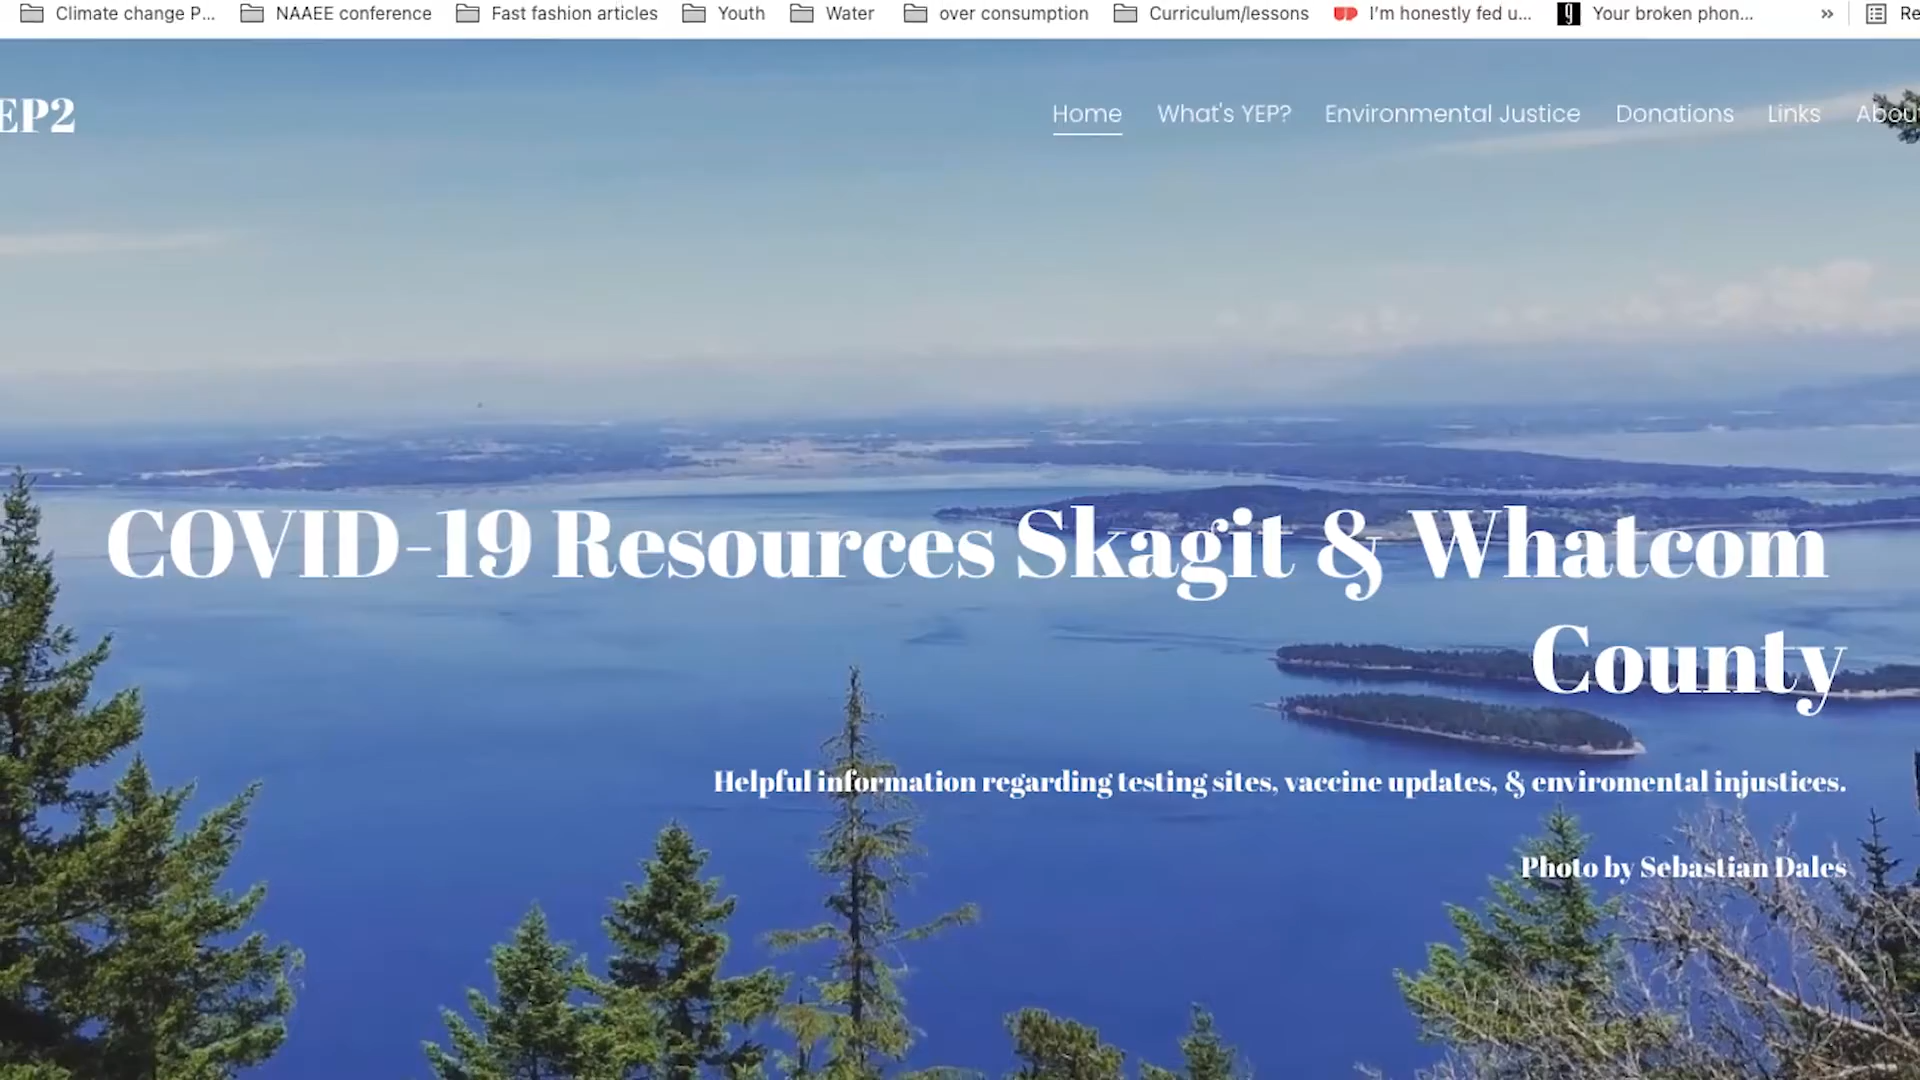 Climate change P...
NAAEE conference
Fast fashion articles
Youth
Water
over consumption
Curriculum/lessons
I'm honestly fed u...
Your broken phon...
»
Re
EP2
Home
What's YEP?
Environmental Justice
Donations
Links
About
COVID-19 Resources Skagit & Whatcom
County
Helpful information regarding testing sites, vaccine updates, & enviromental injustices.
Photo by Sebastian Dales